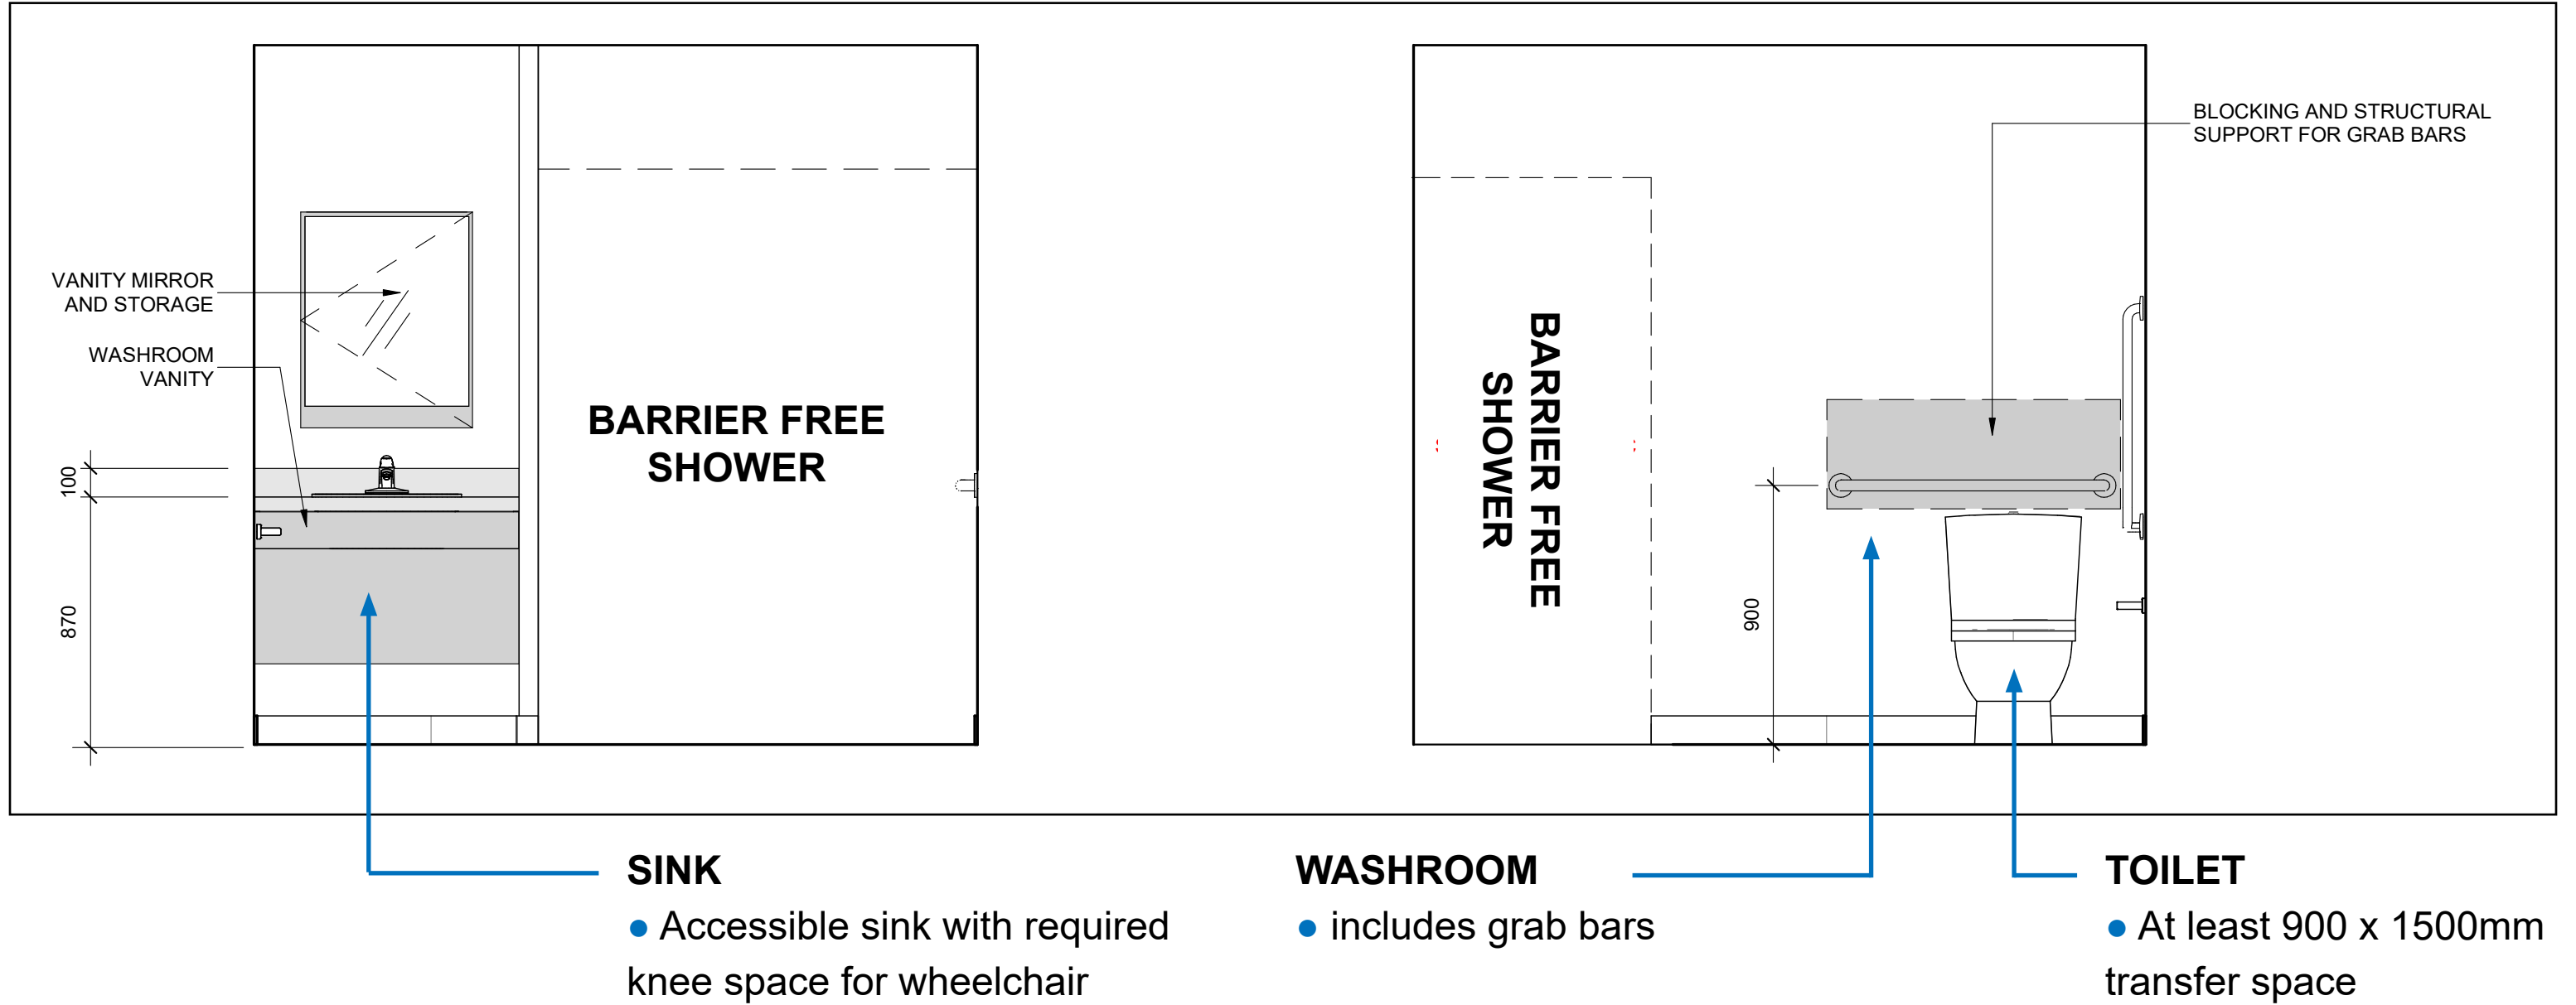 BLOCKING AND STRUCTURAL
SUPPORT FOR GRAB BARS
VANITY MIRROR
AND STORAGE
WASHROOM
VANITY
BARRIER FREE
SHOWER
BARRIER FREE
SHOWER
100
870
900
SINK
● Accessible sink with required
knee space for wheelchair
WASHROOM
● includes grab bars
TOILET
● At least 900 x 1500mm
transfer space